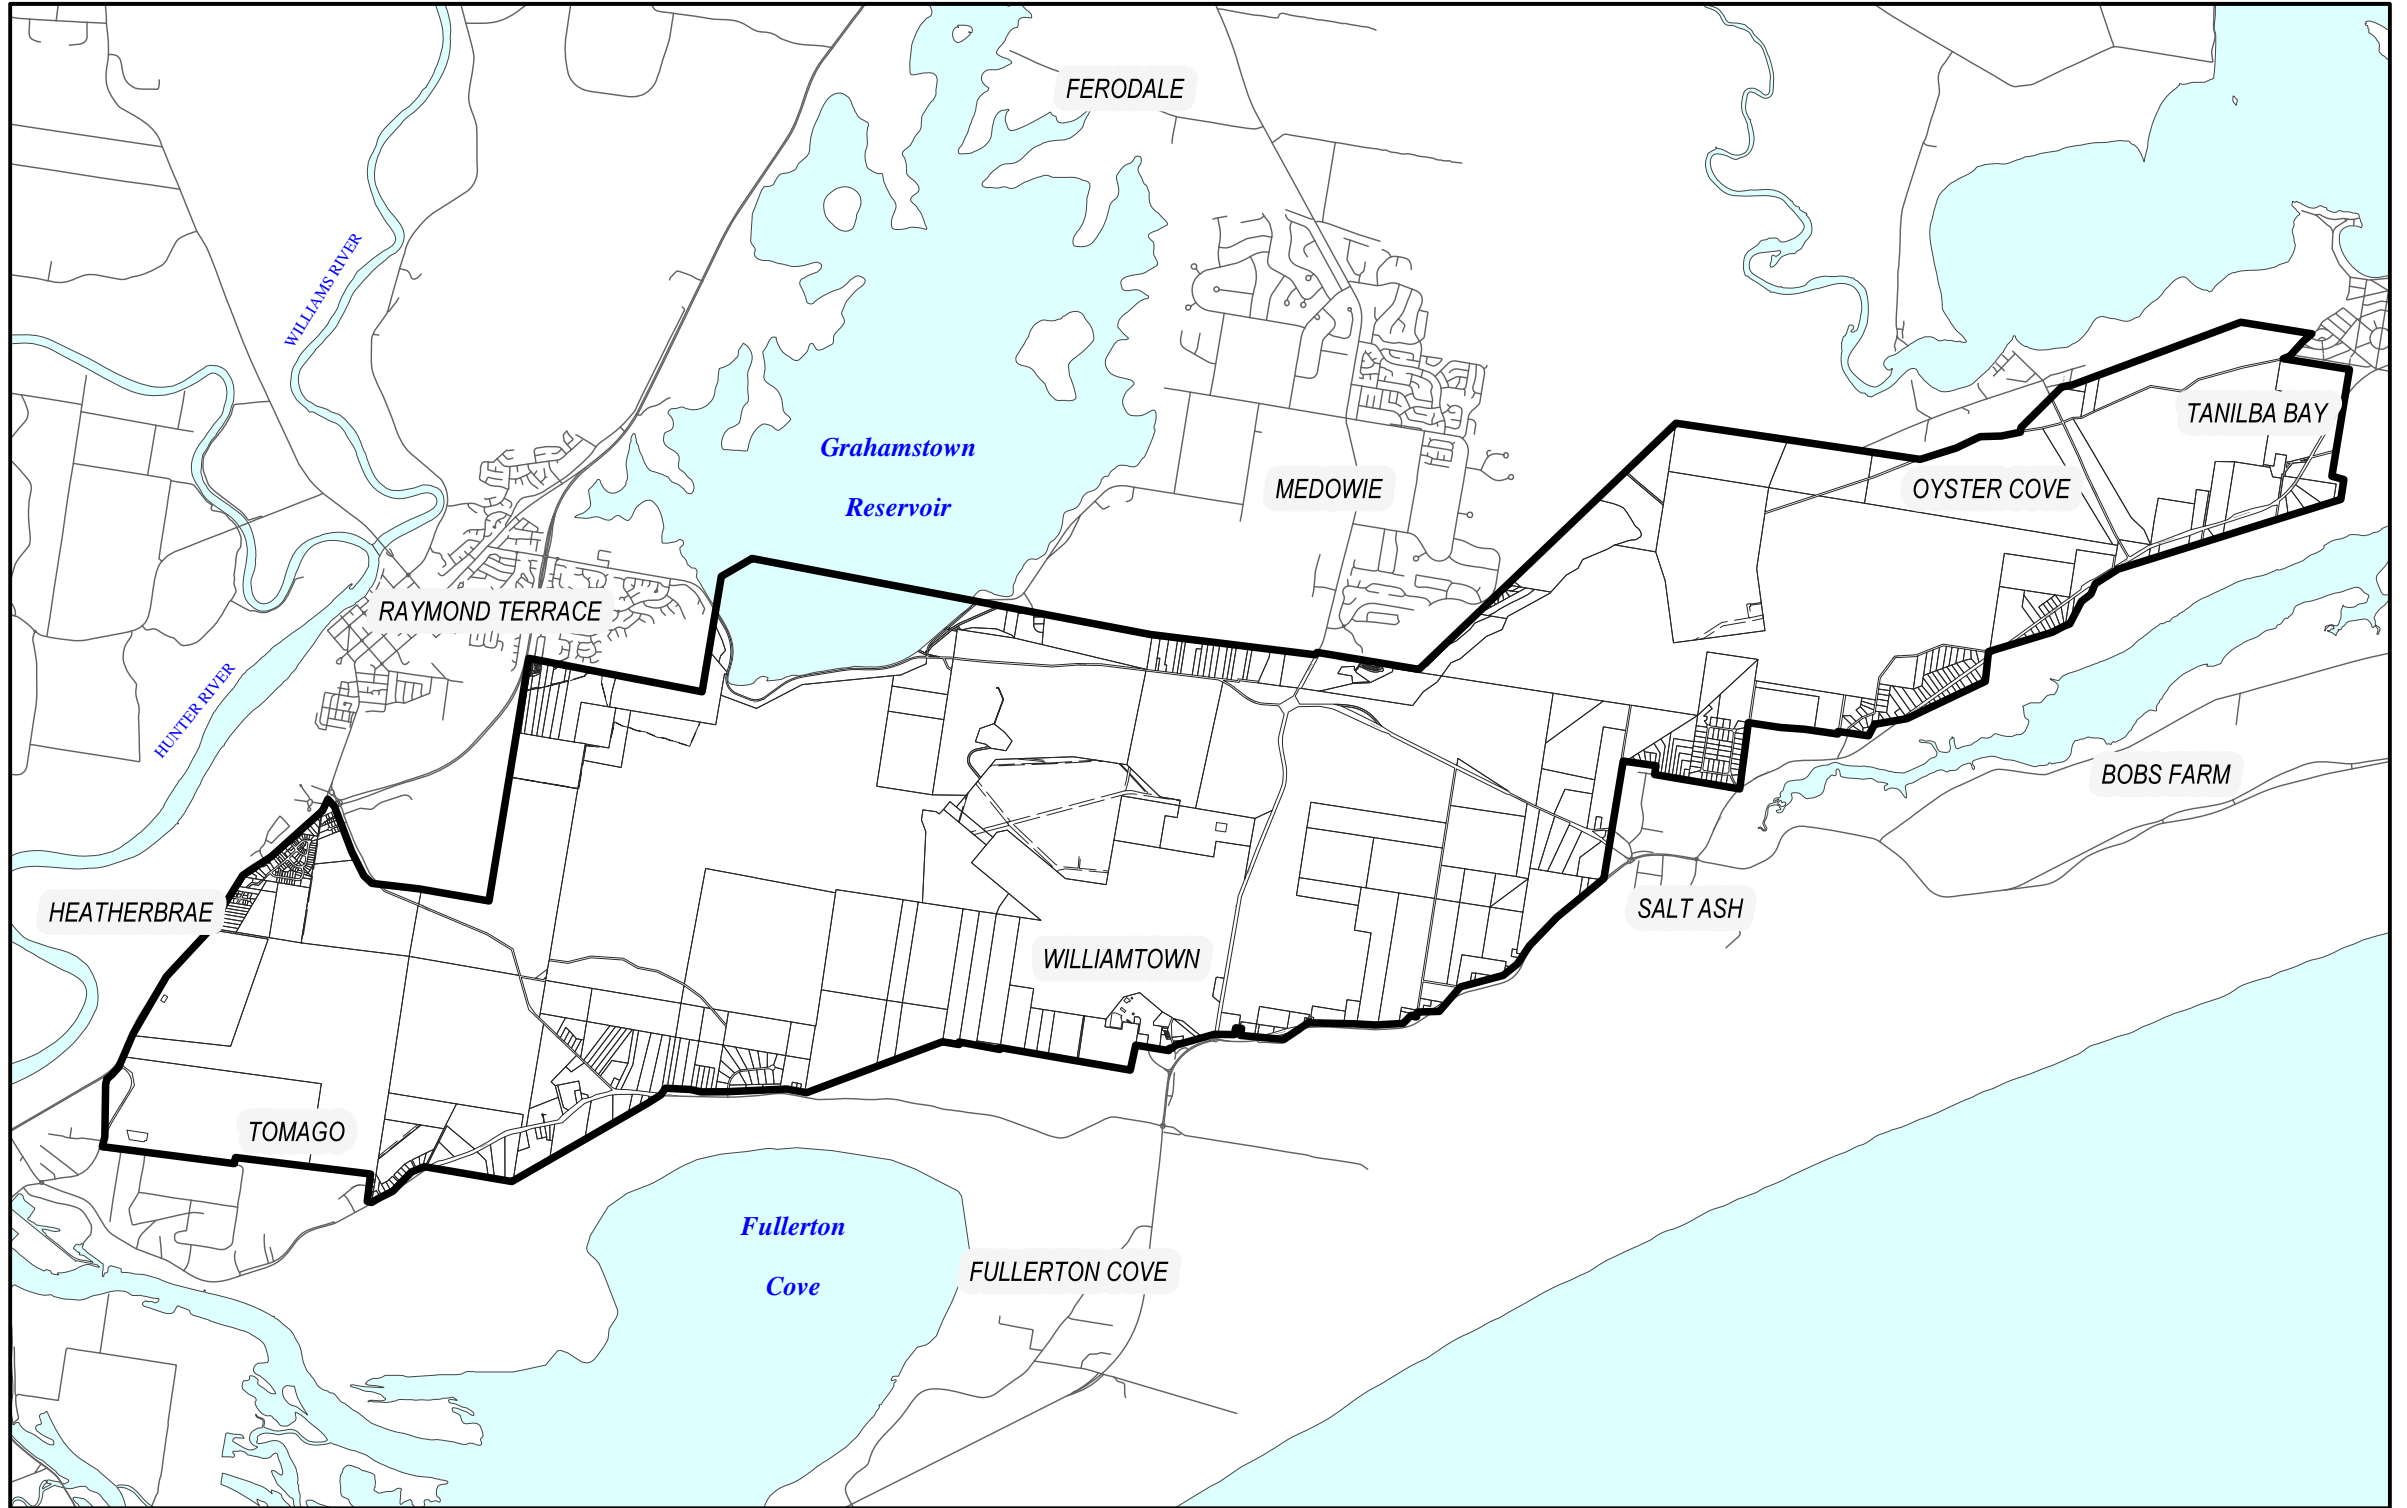 FERODALE
WILLIAMS RIVER
TANILBA BAY
Grahamstown
Reservoir
MEDOWIE
OYSTER COVE
RAYMOND TERRACE
HUNTER RIVER
BOBS FARM
HEATHERBRAE
SALT ASH
WILLIAMTOWN
TOMAGO
Fullerton
Cove
FULLERTON COVE